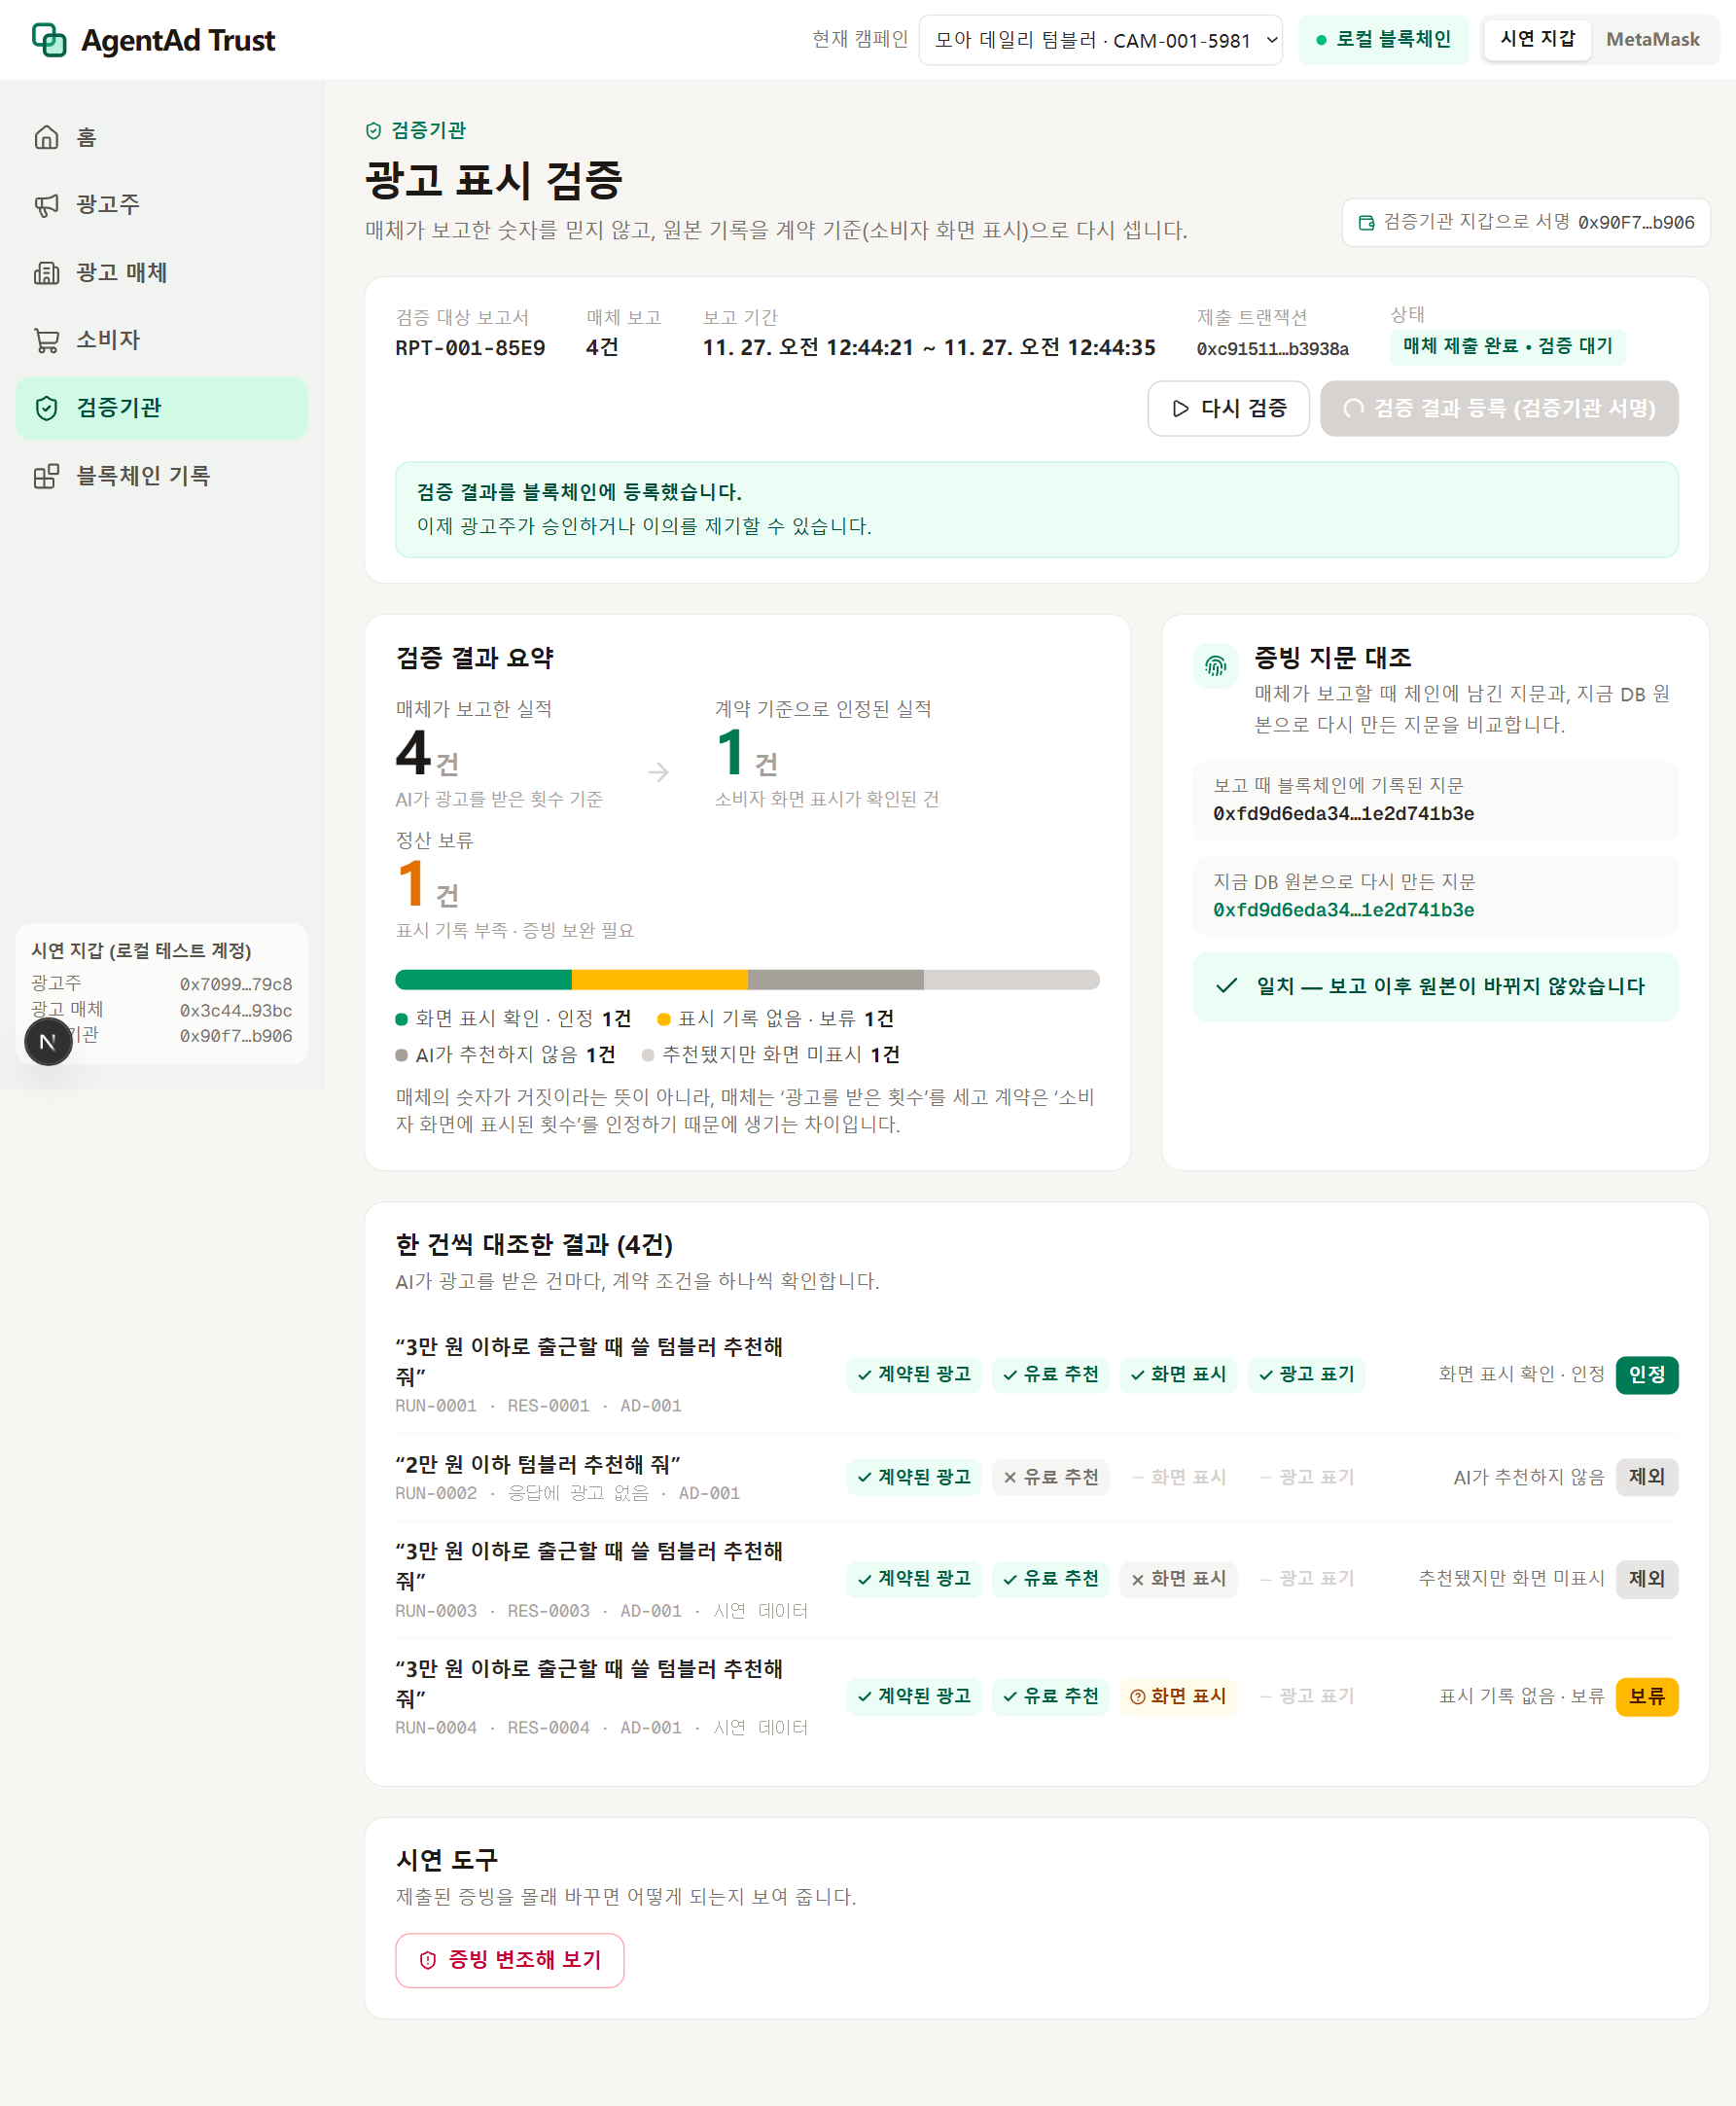 AgentAd Trust
현재 캠페인
모아 데일리 텀블러 · CAM-001-5981
로컬 블록체인
시연 지갑
MetaMask
홈
광고주
광고 매체
소비자
검증기관
블록체인 기록
시연 지갑 (로컬 테스트 계정)
광고주 0x7099…79c8
광고 매체 0x3c44…93bc
기관 0x90f7…b906
N
검증기관
광고 표시 검증
매체가 보고한 숫자를 믿지 않고, 원본 기록을 계약 기준(소비자 화면 표시)으로 다시 셉니다.
검증기관 지갑으로 서명 0x90F7…b906
검증 대상 보고서
RPT-001-85E9
매체 보고
4건
보고 기간
11. 27. 오전 12:44:21 ~ 11. 27. 오전 12:44:35
제출 트랜잭션
0xc91511…b3938a
상태
매체 제출 완료 • 검증 대기
다시 검증
검증 결과 등록 (검증기관 서명)
검증 결과를 블록체인에 등록했습니다.
이제 광고주가 승인하거나 이의를 제기할 수 있습니다.
검증 결과 요약
매체가 보고한 실적
4 건
AI가 광고를 받은 횟수 기준
계약 기준으로 인정된 실적
1 건
소비자 화면 표시가 확인된 건
정산 보류
1 건
표시 기록 부족 · 증빙 보완 필요
화면 표시 확인 · 인정 1건
표시 기록 없음 · 보류 1건
AI가 추천하지 않음 1건
추천됐지만 화면 미표시 1건
매체의 숫자가 거짓이라는 뜻이 아니라, 매체는 ‘광고를 받은 횟수’를 세고 계약은 ‘소비
자 화면에 표시된 횟수’를 인정하기 때문에 생기는 차이입니다.
증빙 지문 대조
매체가 보고할 때 체인에 남긴 지문과, 지금 DB 원
본으로 다시 만든 지문을 비교합니다.
보고 때 블록체인에 기록된 지문
0xfd9d6eda34…1e2d741b3e
지금 DB 원본으로 다시 만든 지문
0xfd9d6eda34…1e2d741b3e
일치 — 보고 이후 원본이 바뀌지 않았습니다
한 건씩 대조한 결과 (4건)
AI가 광고를 받은 건마다, 계약 조건을 하나씩 확인합니다.
“3만 원 이하로 출근할 때 쓸 텀블러 추천해
줘”
RUN-0001 · RES-0001 · AD-001
계약된 광고 유료 추천 화면 표시 광고 표기
화면 표시 확인 · 인정 인정
“2만 원 이하 텀블러 추천해 줘”
RUN-0002 · 응답에 광고 없음 · AD-001
계약된 광고 유료 추천 화면 표시 광고 표기
AI가 추천하지 않음 제외
“3만 원 이하로 출근할 때 쓸 텀블러 추천해
줘”
RUN-0003 · RES-0003 · AD-001 · 시연 데이터
계약된 광고 유료 추천 화면 표시 광고 표기
추천됐지만 화면 미표시 제외
“3만 원 이하로 출근할 때 쓸 텀블러 추천해
줘”
RUN-0004 · RES-0004 · AD-001 · 시연 데이터
계약된 광고 유료 추천 화면 표시 광고 표기
표시 기록 없음 · 보류 보류
시연 도구
제출된 증빙을 몰래 바꾸면 어떻게 되는지 보여 줍니다.
증빙 변조해 보기